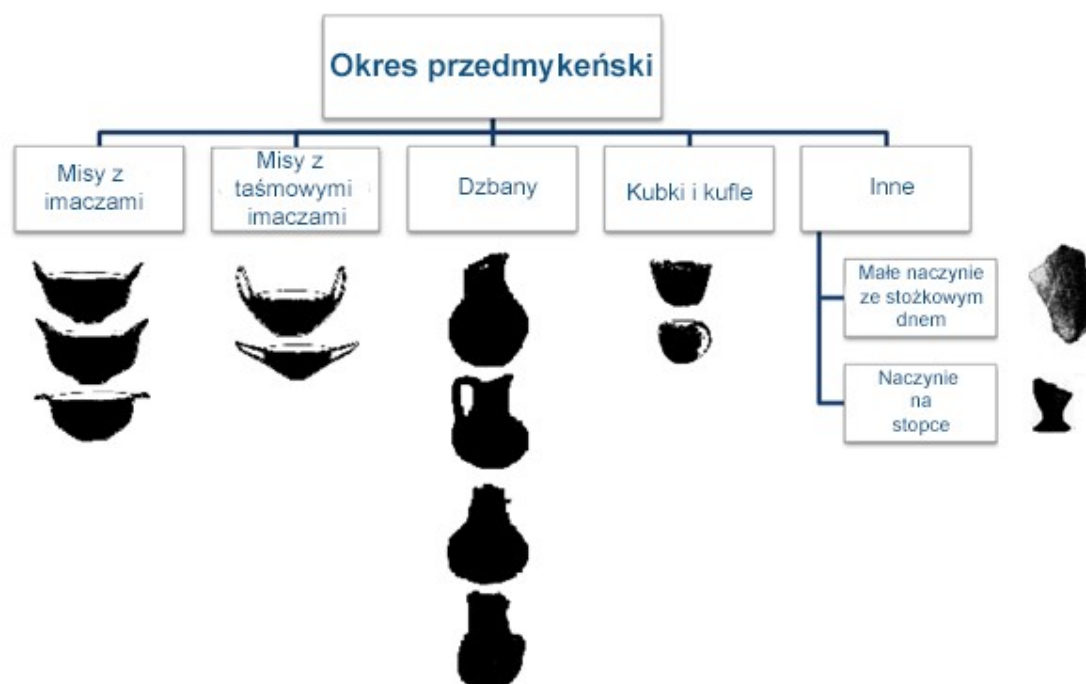 Okres przedmykeński
Misy z
imaczami
Misy z
taśmowymi
imaczami
Dzbany
Kubki i kufle
Inne
Małe naczynie
ze stożkowym
dnem
Naczynie
na
stopce